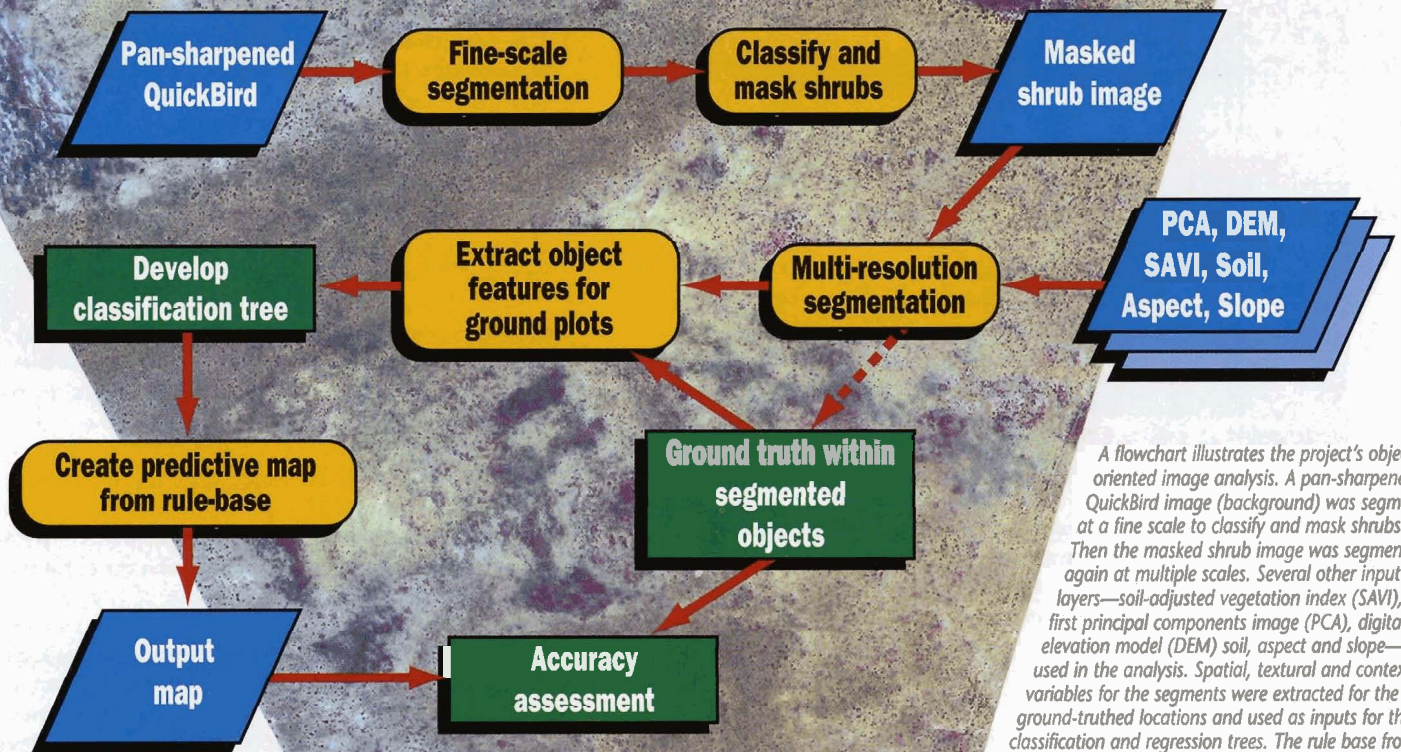 Pan-sharpened
QuickBird
Fine-scale
segmentation
Classify and
mask shrubs
Masked
shrub image
PCA, DEM,
SAVI, Soil,
Aspect, Slope
Multi-resolution
segmentation
Extract object
features for
ground plots
Develop
classification tree
Ground truth within
segmented
objects
Create predictive map
from rule-base
Output
map
Accuracy
assessment
A flowchart illustrates the project's
oriented image analysis. A pan-sharpene
QuickBird image (background) was segm
at a fine scale to classify and mask shrubs
Then the masked shrub image was segmen
again at multiple scales. Several other input
layers—soil-adjusted vegetation index (SAVI),
first principal components image (PCA), digita
elevation model (DEM) soil, aspect and slope—
used in the analysis. Spatial, textural and contex
variables for the segments were extracted for the
ground-truthed locations and used as inputs for th
classification and regression trees. The rule base fro